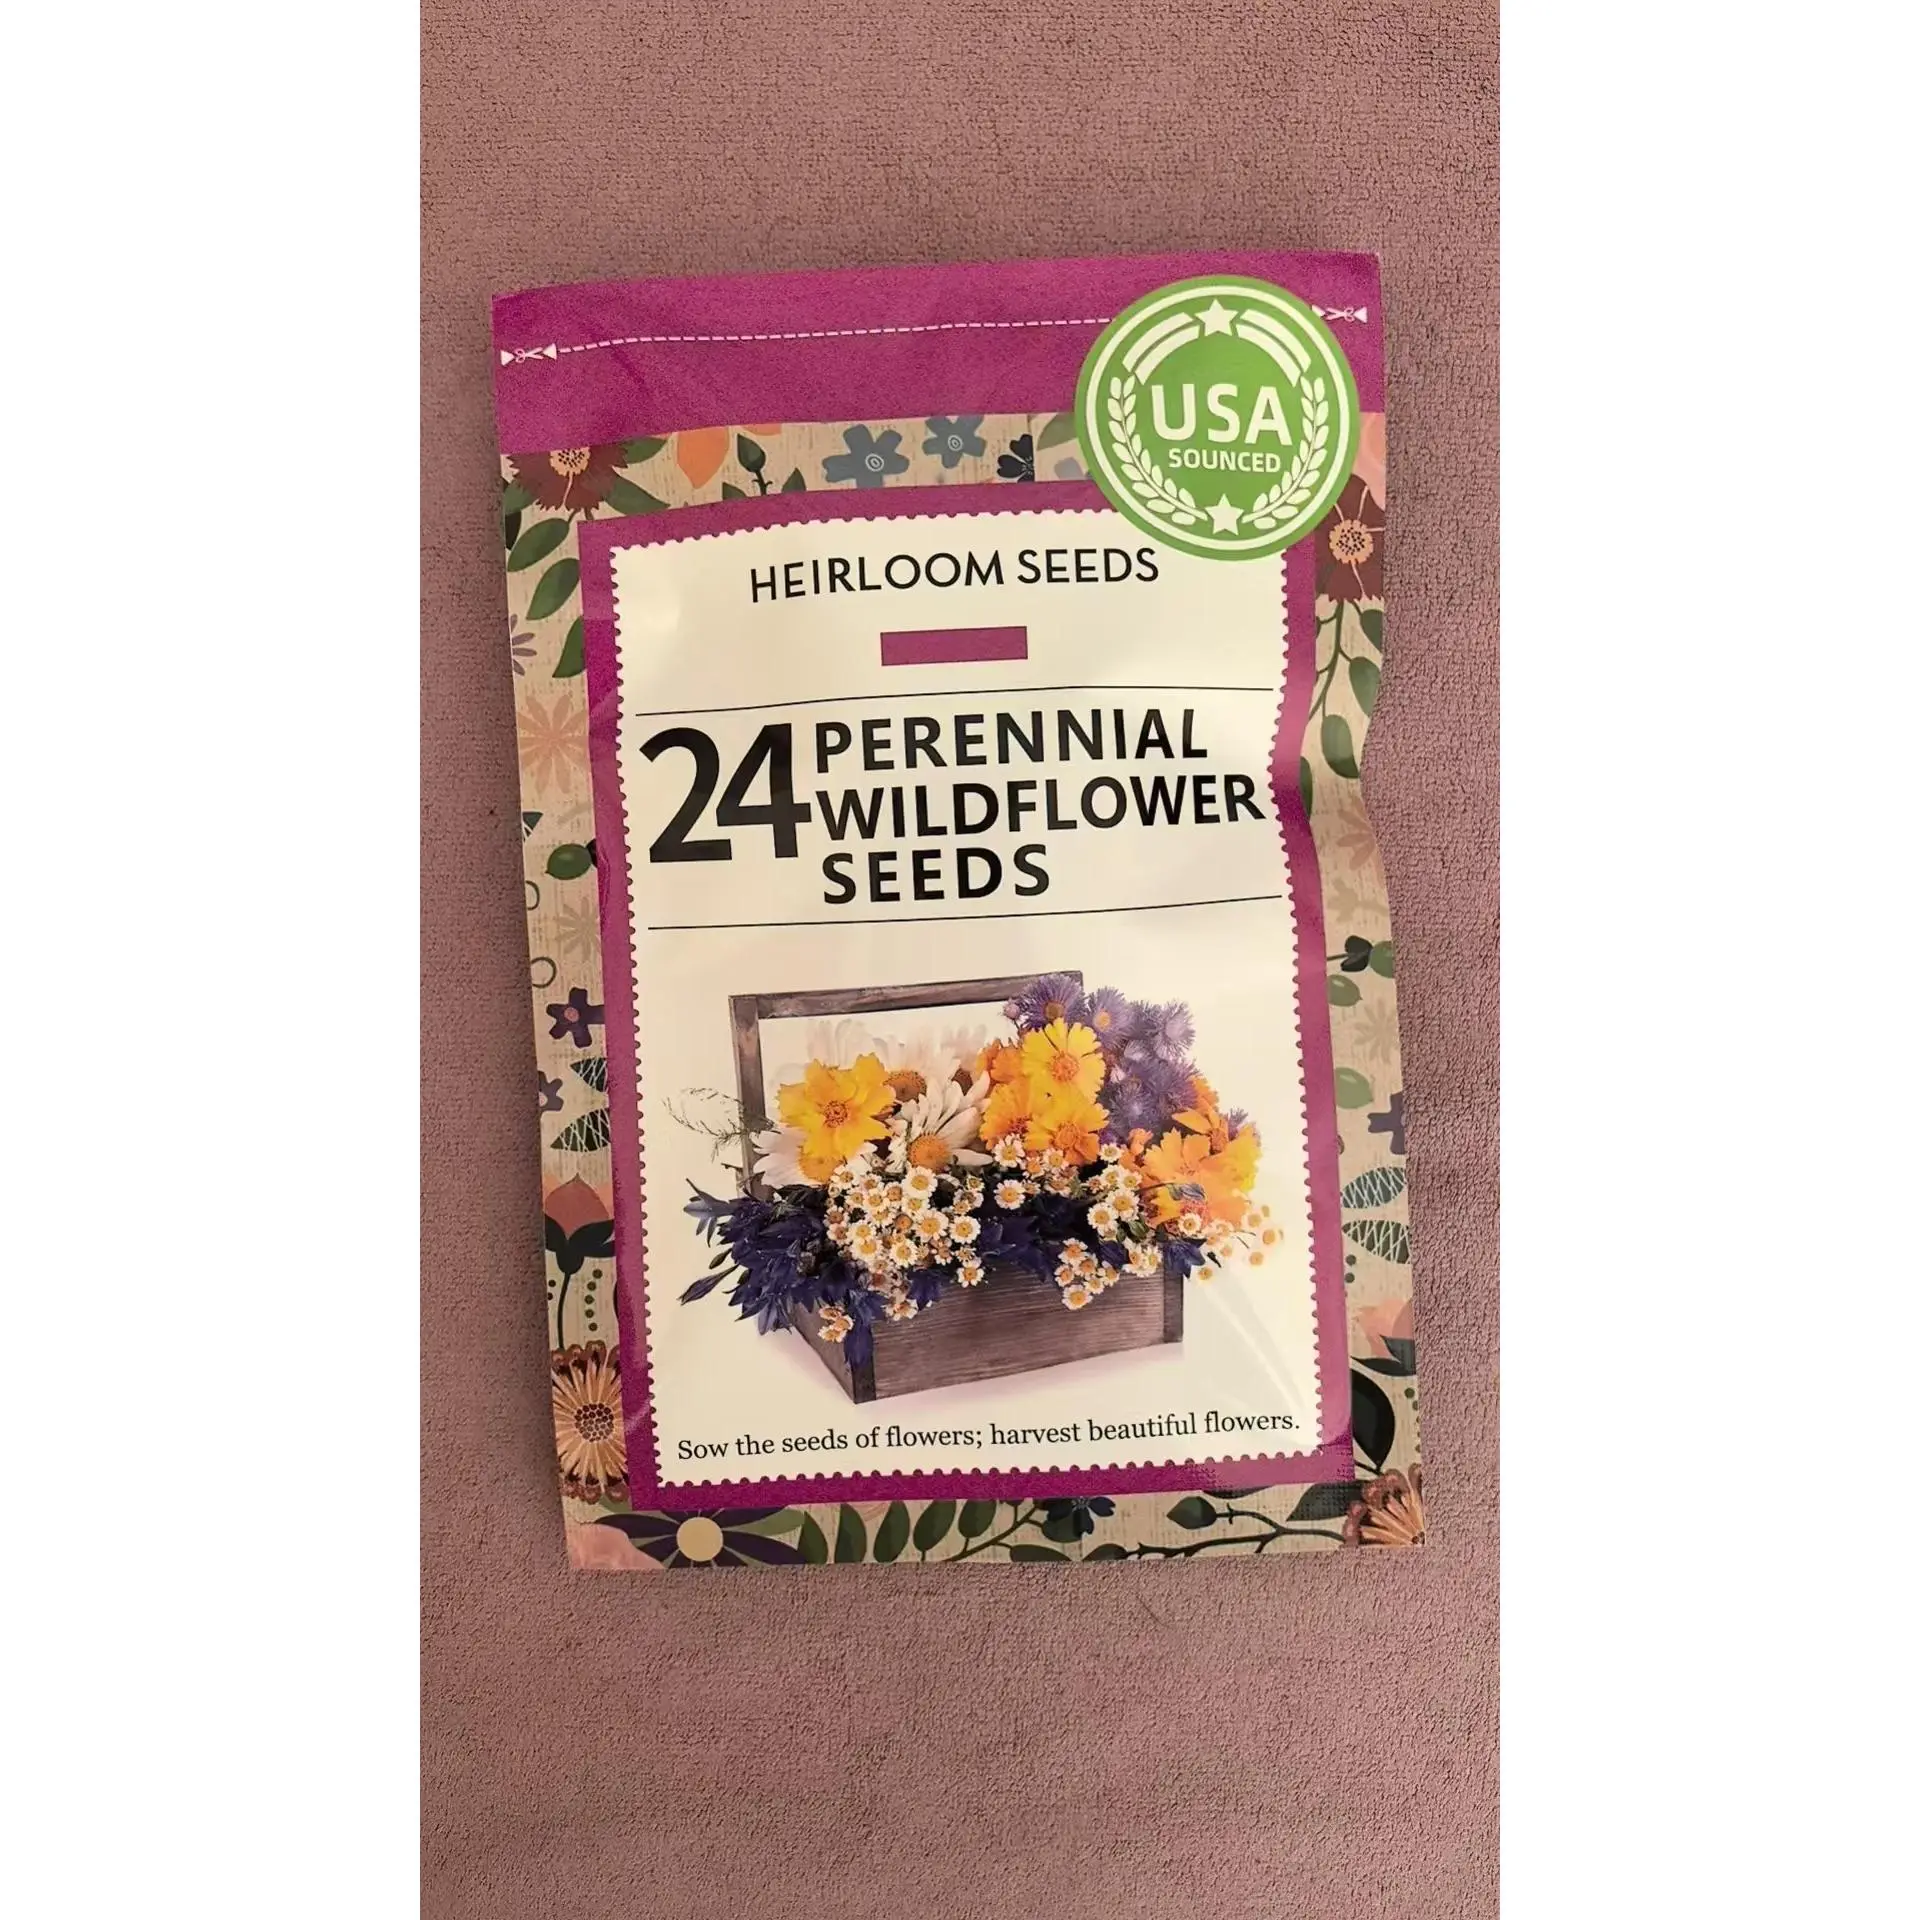 USA
SOUNCED
HEIRLOOM SEEDS
24 PERENNIAL
WILDFLOWER
SEEDS
Sow the seeds of flowers; harvest beautiful flowers.